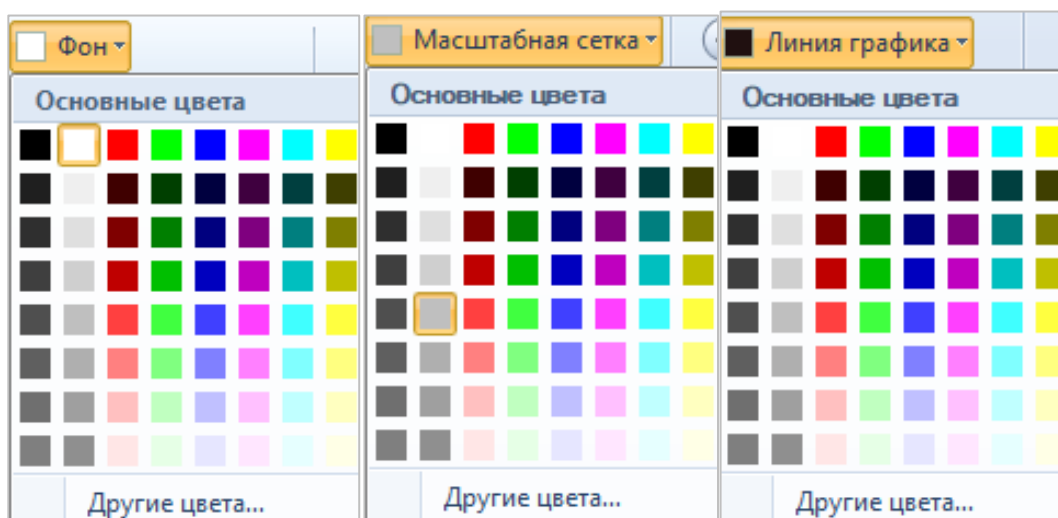 Фон
Основные цвета
Другие цвета...
Масштабная сетка
Основные цвета
Другие цвета...
Линия графика
Основные цвета
Другие цвета...